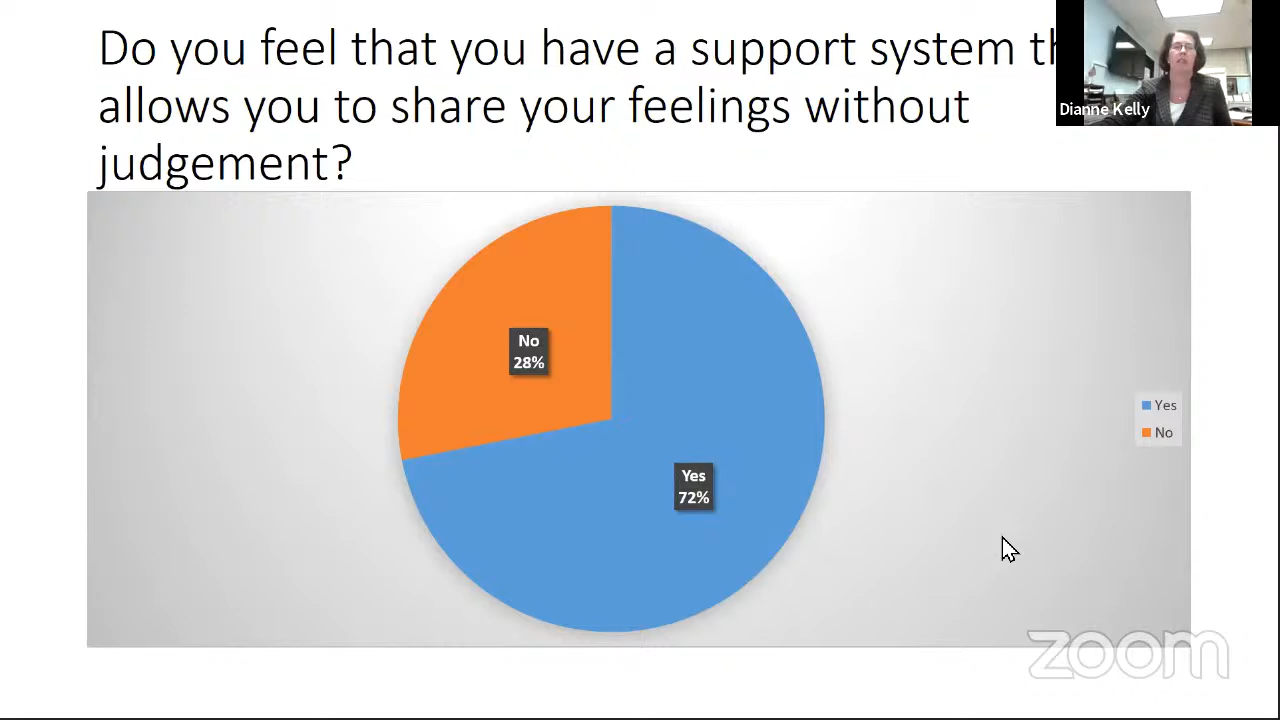 Do you feel that you have a support system
allows you to share your feelings without
judgement?
Dianne Kelly
No
28%
Yes
72%
Yes
No
zoom